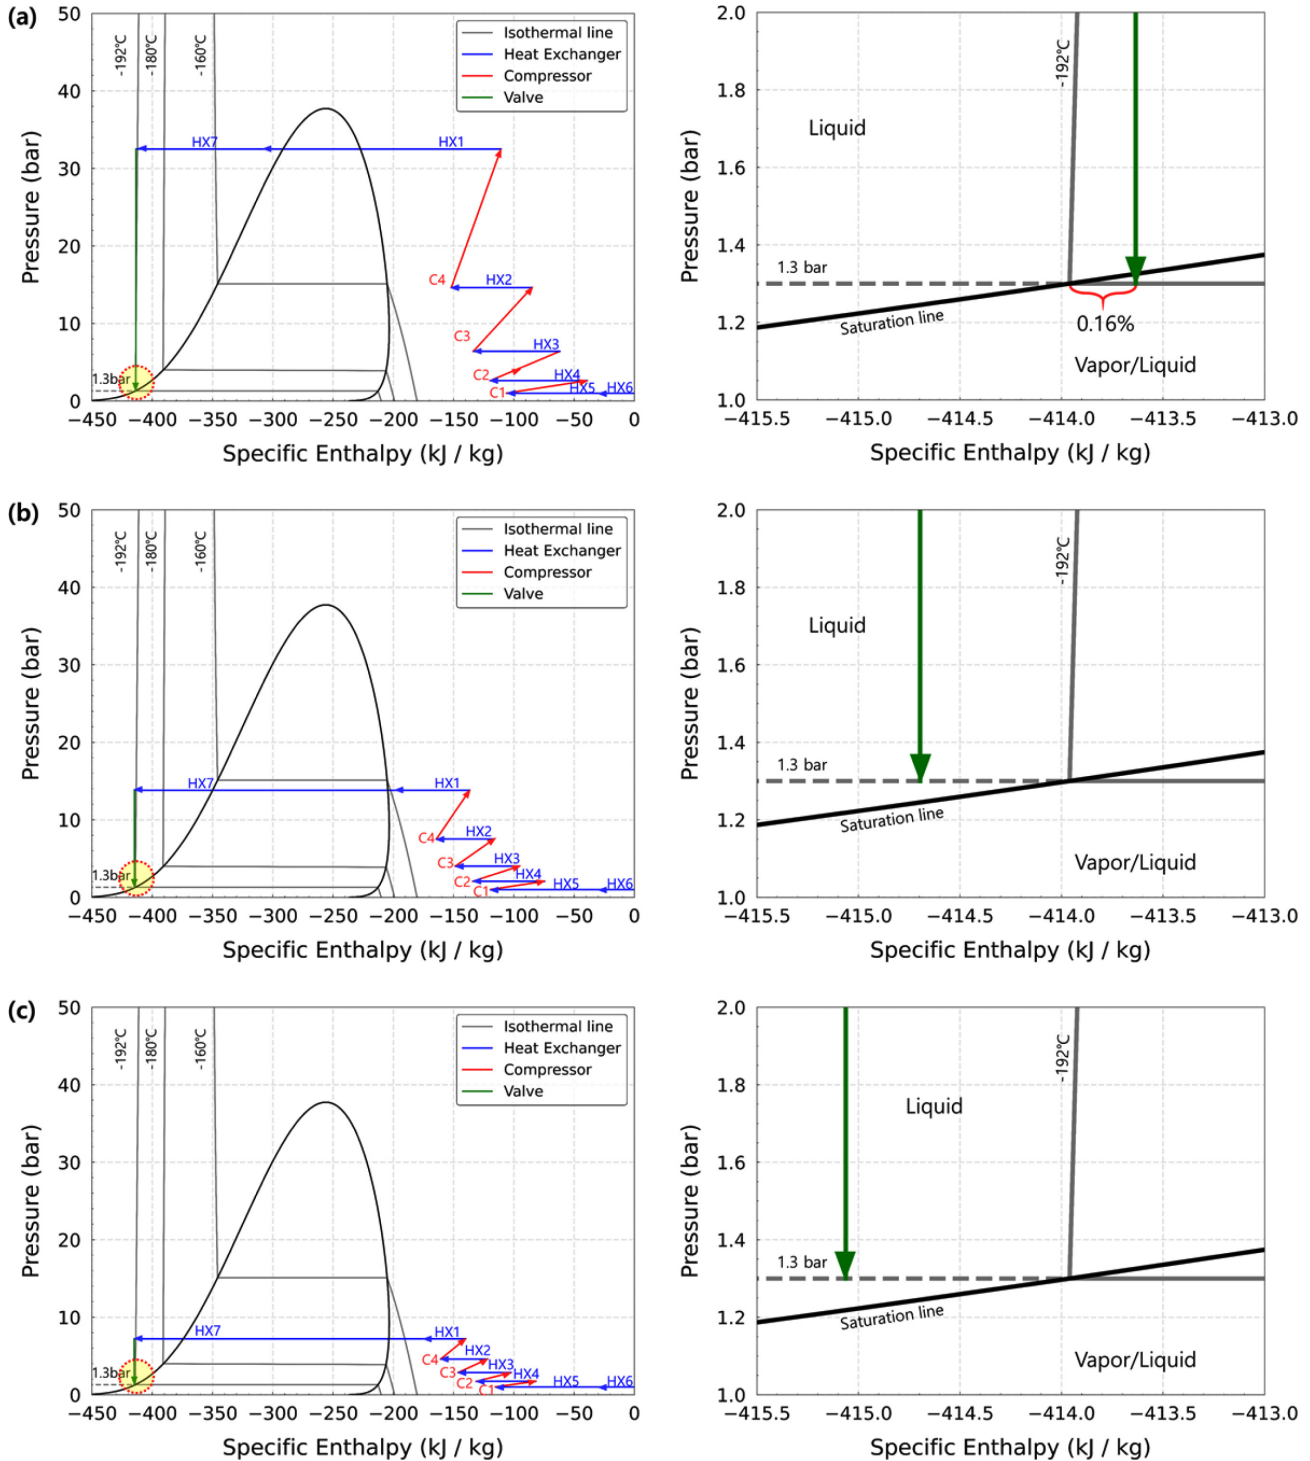 (a)
50
40
30
20
10
0
Pressure (bar)
-192℃
-180℃
-160℃
Isothermal line
Heat Exchanger
Compressor
Valve
HX7
HX1
C4
HX2
C3
HX3
C2
HX4
C1
HX5
HX6
1.3bar
−450 −400 −350 −300 −250 −200 −150 −100 −50 0
Specific Enthalpy (kJ / kg)
2.0
1.8
1.6
1.4
1.2
1.0
Pressure (bar)
-192℃
Liquid
1.3 bar
Saturation line
0.16%
Vapor/Liquid
−415.5 −415.0 −414.5 −414.0 −413.5 −413.0
Specific Enthalpy (kJ / kg)
(b)
50
40
30
20
10
0
Pressure (bar)
-192℃
-180℃
-160℃
Isothermal line
Heat Exchanger
Compressor
Valve
HX7
HX1
C4
HX2
C3
HX3
C2
HX4
C1
HX5
HX6
1.3bar
−450 −400 −350 −300 −250 −200 −150 −100 −50 0
Specific Enthalpy (kJ / kg)
2.0
1.8
1.6
1.4
1.2
1.0
Pressure (bar)
-192℃
Liquid
1.3 bar
Saturation line
Vapor/Liquid
−415.5 −415.0 −414.5 −414.0 −413.5 −413.0
Specific Enthalpy (kJ / kg)
(c)
50
40
30
20
10
0
Pressure (bar)
-192℃
-180℃
-160℃
Isothermal line
Heat Exchanger
Compressor
Valve
HX7
HX1
C4
HX2
C3
HX3
C2
HX4
C1
HX5
HX6
1.3bar
−450 −400 −350 −300 −250 −200 −150 −100 −50 0
Specific Enthalpy (kJ / kg)
2.0
1.8
1.6
1.4
1.2
1.0
Pressure (bar)
-192℃
Liquid
1.3 bar
Saturation line
Vapor/Liquid
−415.5 −415.0 −414.5 −414.0 −413.5 −413.0
Specific Enthalpy (kJ / kg)